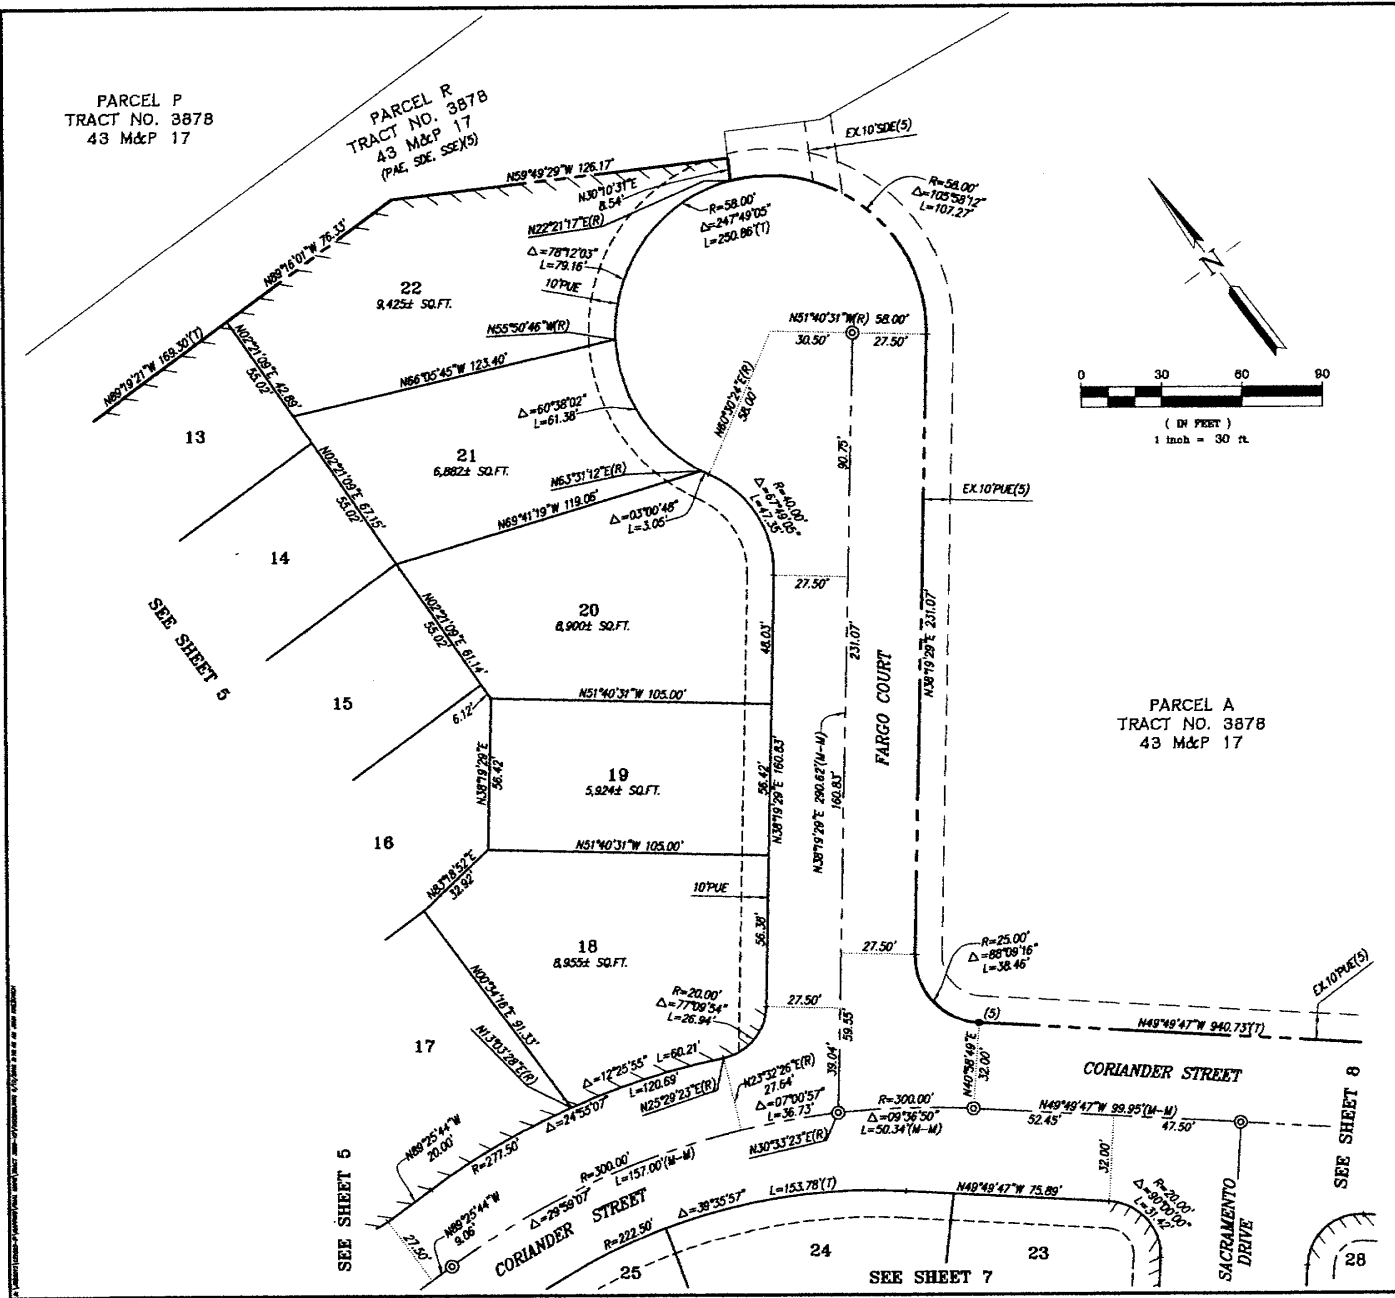 PARCEL P
TRACT NO. 3878
43 M&P 17
PARCEL R
TRACT NO. 3878
43 M&P 17
(PAE, SDE, SSE)(5)
N59°49'29"W 126.17'
N30°10'31"E
8.54'
N22°21'17"E(R)
Δ=78°12'03"
L=79.16'
10'PUE
R=58.00'
Δ=247°49'05"
L=250.86'(T)
EX.10'SDE(5)
R=58.00'
Δ=105°58'12"
L=107.27'
N
0 30 60 90
( IN FEET )
1 inch = 30 ft.
N89°16'01"W 76.33'
N89°19'21"W 169.30'(T)
22
9,425± SQ.FT.
N55°50'46"W(R)
N66°05'45"W 123.40'
N02°21'09"E 42.89'
55.02'
13
N51°40'31"W(R) 58.00'
30.50'
27.50'
N60°30'24"E(R)
58.00'
Δ=60°38'02"
L=61.38'
21
6,882± SQ.FT.
N63°31'12"E(R)
N69°41'19"W 119.06'
Δ=03°00'48"
L=3.05'
R=40.00'
Δ=67°49'05"
L=47.35'
90.75'
EX.10'PUE(5)
N02°21'09"E 67.15'
55.02'
14
27.50'
SEE SHEET 5
20
6,900± SQ.FT.
N02°21'09"E 61.14'
55.02'
48.03'
231.07'
N38°19'29"E 231.07'
FARGO COURT
15
6.12'
N51°40'31"W 105.00'
PARCEL A
TRACT NO. 3878
43 M&P 17
N38°19'29"E
56.42'
19
5,924± SQ.FT.
56.42'
N38°19'29"E 160.83'
N38°19'29"E 290.62'(M-M)
160.83'
16
N51°40'31"W 105.00'
N83°18'52"E
32.92'
10'PUE
56.38'
18
8,955± SQ.FT.
27.50'
R=25.00'
Δ=88°09'16"
L=38.46'
EX.10'PUE(5)
N00°34'16"E 91.33'
R=20.00'
Δ=77°09'54"
L=26.94'
27.50'
59.55'
39.04'
(5)
N49°49'47"W 940.73'(T)
17
N13°03'28"E(R)
Δ=12°25'55" L=60.21'
L=120.69'
Δ=24°55'07"
N25°29'23"E(R)
N23°32'26"E(R)
27.64'
Δ=07°00'57"
L=36.73'
N30°33'23"E(R)
N40°58'49"E
32.00'
CORIANDER STREET
R=300.00'
Δ=09°36'50"
L=50.34'(M-M)
N49°49'47"W 99.95'(M-M)
52.45'
47.50'
SEE SHEET 8
N89°25'44"W
20.00'
R=277.50'
R=300.00'
Δ=29°59'07"
L=157.00'(M-M)
32.00'
SEE SHEET 5
27.50'
N89°25'44"W
9.06'
CORIANDER STREET
R=222.50'
Δ=39°35'57"
L=153.78'(T)
N49°49'47"W 75.89'
R=20.00'
Δ=90°00'00"
L=31.42'
SACRAMENTO
DRIVE
25
24
23
28
SEE SHEET 7